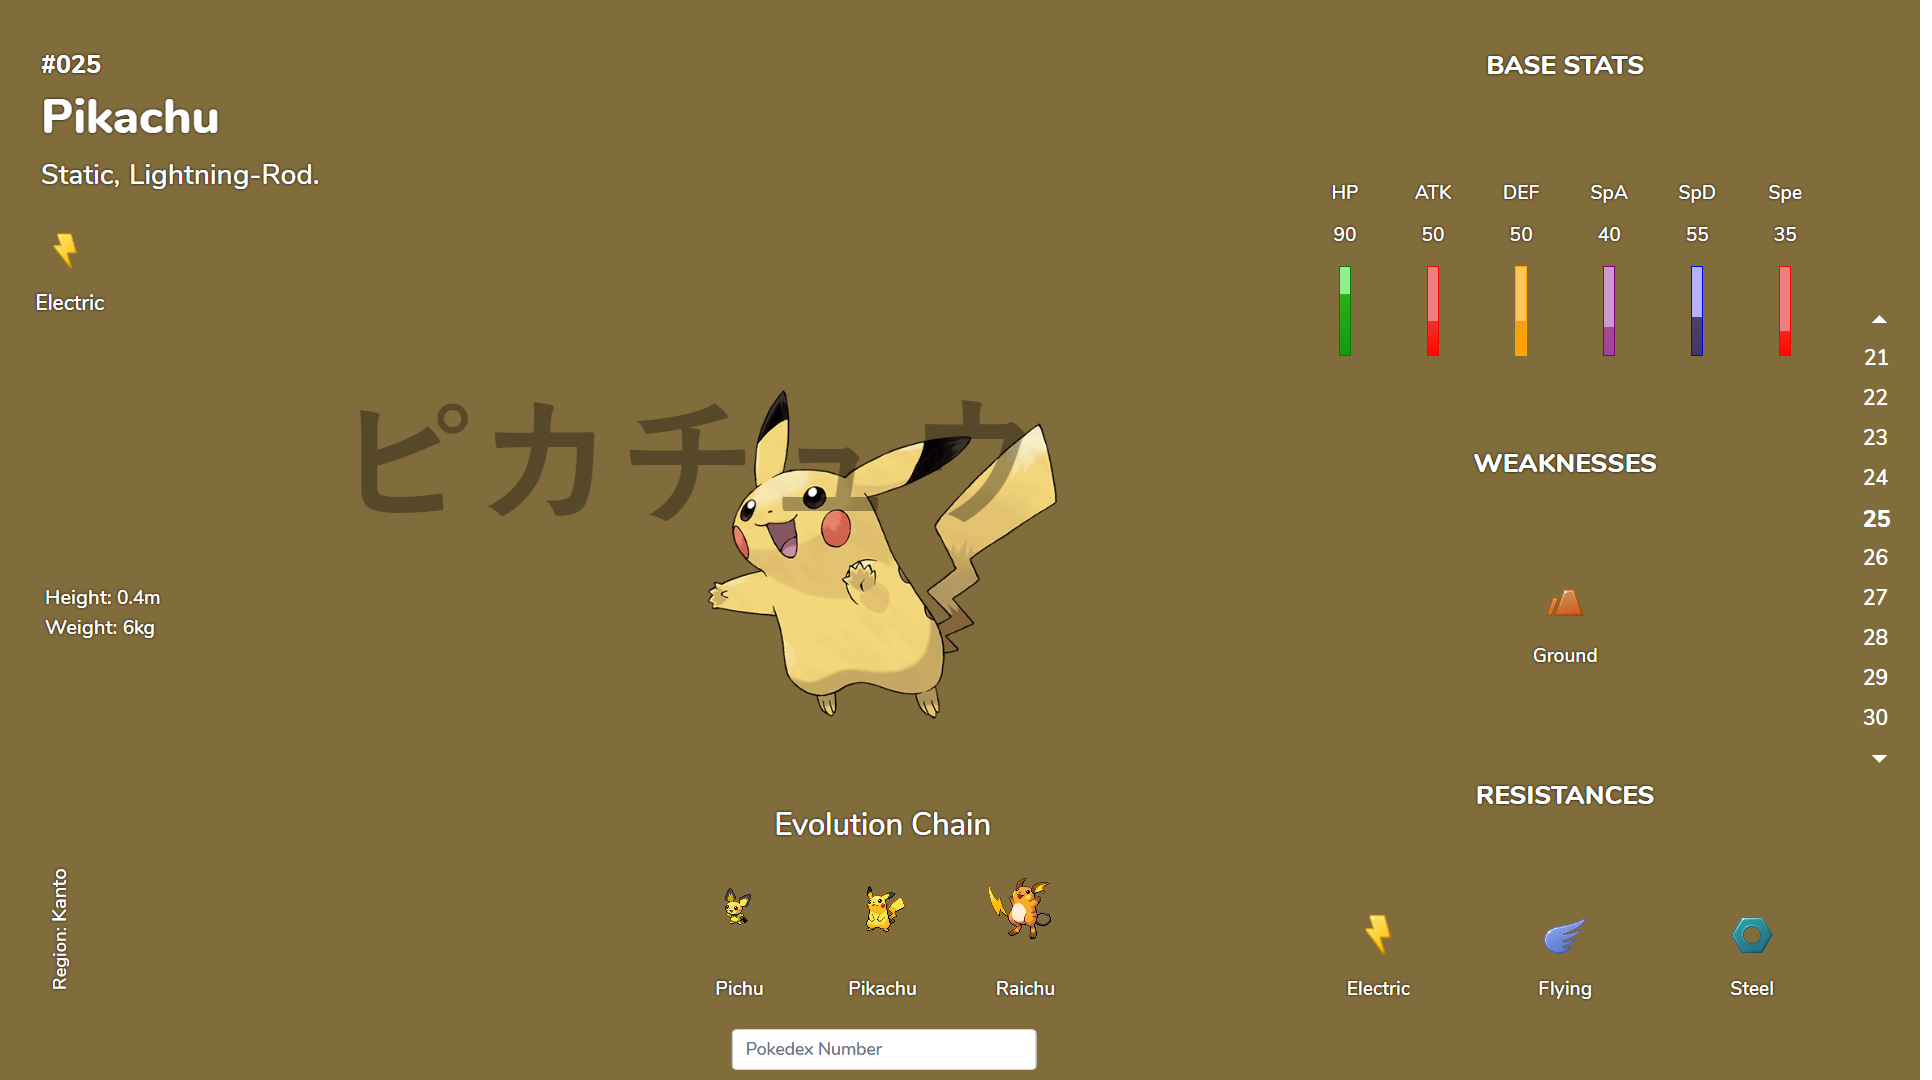 #025
Pikachu
Static, Lightning-Rod.
Electric
ピカチュウ
Height: 0.4m
Weight: 6kg
Region: Kanto
Evolution Chain
Pichu Pikachu Raichu
Pokedex Number
BASE STATS
HP ATK DEF SpA SpD Spe
90 50 50 40 55 35
WEAKNESSES
Ground
RESISTANCES
Electric Flying Steel
21
22
23
24
25
26
27
28
29
30